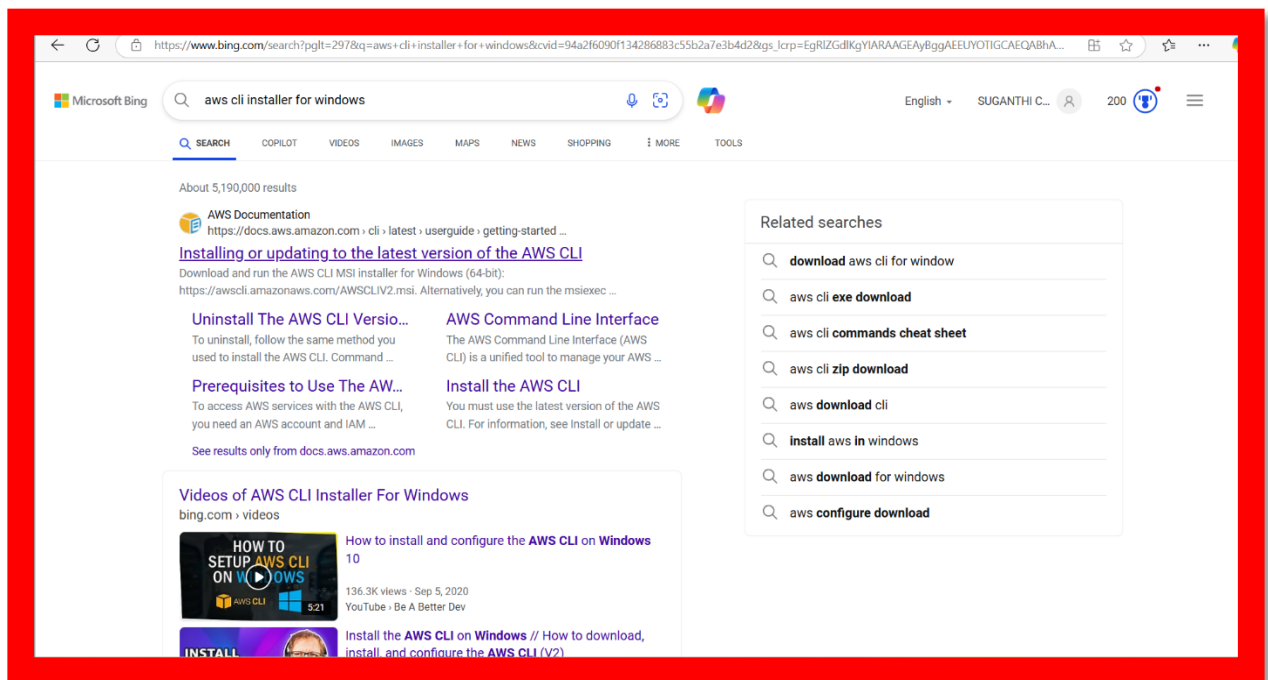 https://www.bing.com/search?pglt=297&q=aws+cli+installer+for+windows&cvid=94a2f6090f134286883c55b2a7e3b4d2&gs_lcrp=EgRlZGdlKgYIARAAGEAyBggAEEUYOTIGCAEQABhA...
Microsoft Bing
aws cli installer for windows
English
SUGANTHI C...
200
SEARCH
COPILOT
VIDEOS
IMAGES
MAPS
NEWS
SHOPPING
MORE
TOOLS
About 5,190,000 results
AWS Documentation
https://docs.aws.amazon.com › cli › latest › userguide › getting-started ...
Installing or updating to the latest version of the AWS CLI
Download and run the AWS CLI MSI installer for Windows (64-bit):
https://awscli.amazonaws.com/AWSCLIV2.msi. Alternatively, you can run the msiexec ...
Uninstall The AWS CLI Versio...
To uninstall, follow the same method you
used to install the AWS CLI. Command ...
AWS Command Line Interface
The AWS Command Line Interface (AWS
CLI) is a unified tool to manage your AWS ...
Prerequisites to Use The AW...
To access AWS services with the AWS CLI,
you need an AWS account and IAM ...
Install the AWS CLI
You must use the latest version of the AWS
CLI. For information, see Install or update ...
See results only from docs.aws.amazon.com
Videos of AWS CLI Installer For Windows
bing.com › videos
HOW TO
SETUP AWS CLI
ON WINDOWS
AWS CLI
5:21
How to install and configure the AWS CLI on Windows
10
136.3K views · Sep 5, 2020
YouTube › Be A Better Dev
INSTALL
Install the AWS CLI on Windows // How to download,
install, and configure the AWS CLI (V2)
Related searches
download aws cli for window
aws cli exe download
aws cli commands cheat sheet
aws cli zip download
aws download cli
install aws in windows
aws download for windows
aws configure download